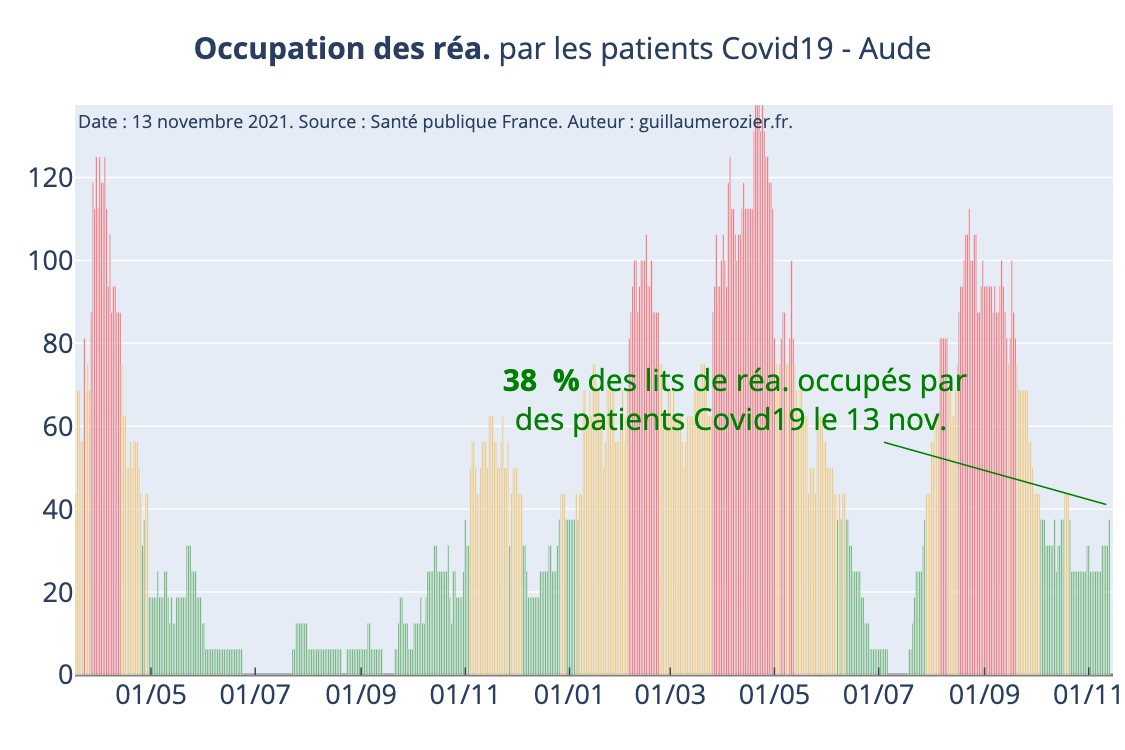 Occupation des réa. par les patients Covid19 - Aude
Date : 13 novembre 2021. Source : Santé publique France. Auteur : guillaumerozier.fr.
120
100
80
60
40
20
0
38 % des lits de réa. occupés par
des patients Covid19 le 13 nov.
01/05 01/07 01/09 01/11 01/01 01/03 01/05 01/07 01/09 01/11